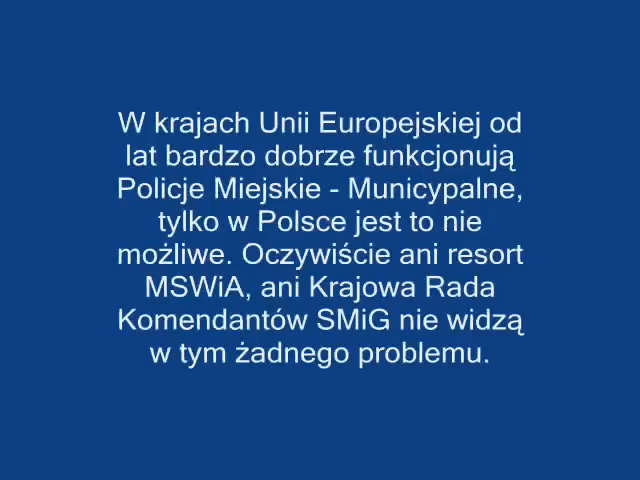 W krajach Unii Europejskiej od
lat bardzo dobrze funkcjonują
Policje Miejskie - Municypalne,
tylko w Polsce jest to nie
możliwe. Oczywiście ani resort
MSWiA, ani Krajowa Rada
Komendantów SMiG nie widzą
w tym żadnego problemu.